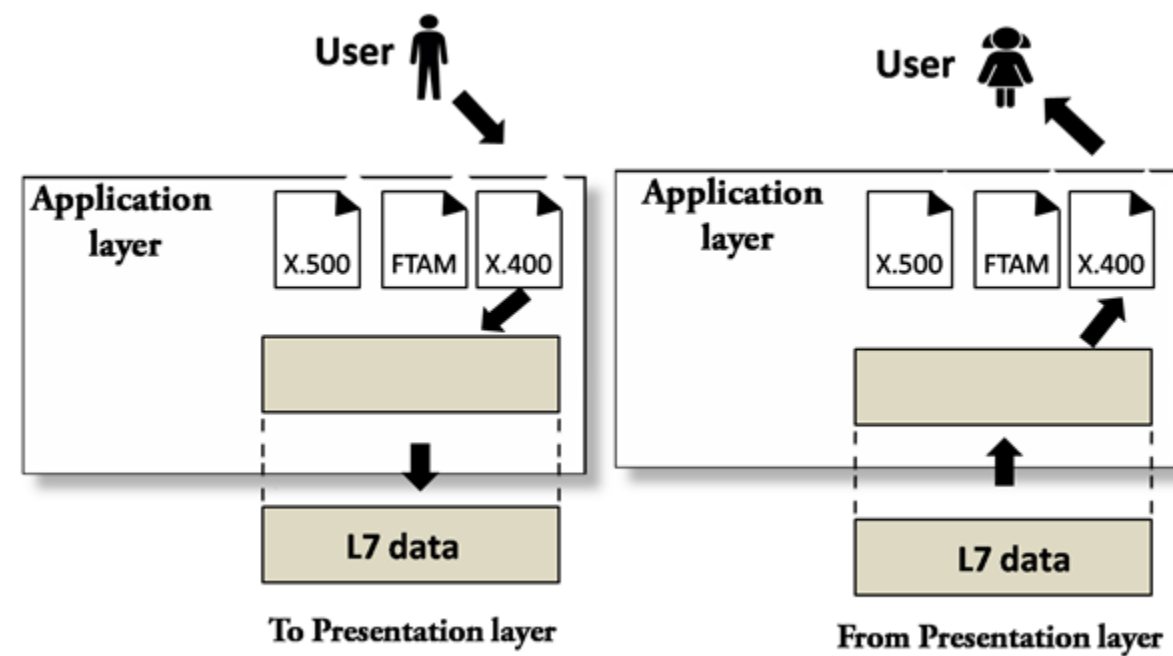 User
Application
layer
X.500
FTAM
X.400
L7 data
To Presentation layer
User
Application
layer
X.500
FTAM
X.400
L7 data
From Presentation layer